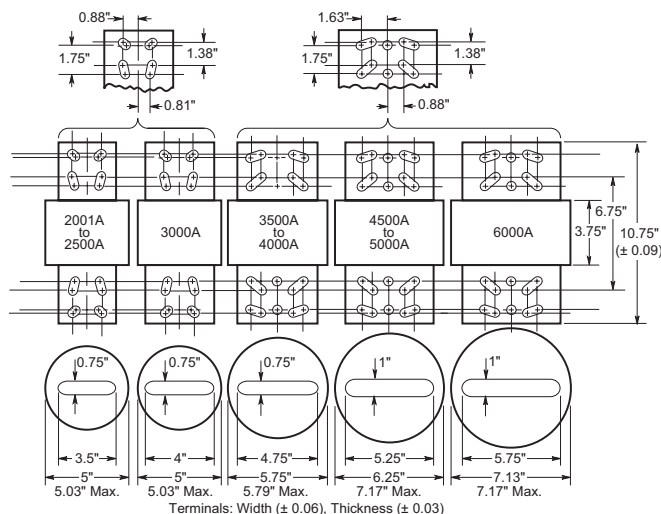 0.88"
1.63"
1.75"
1.38"
1.75"
1.38"
0.81"
0.88"
2001A
to
2500A
3000A
3500A
to
4000A
4500A
to
5000A
6000A
3.75"
6.75"
10.75"
(± 0.09)
0.75"
0.75"
0.75"
1"
1"
3.5"
4"
4.75"
5.25"
5.75"
5"
5"
5.75"
6.25"
7.13"
5.03" Max.
5.03" Max.
5.79" Max.
7.17" Max.
7.17" Max.
Terminals: Width (± 0.06), Thickness (± 0.03)